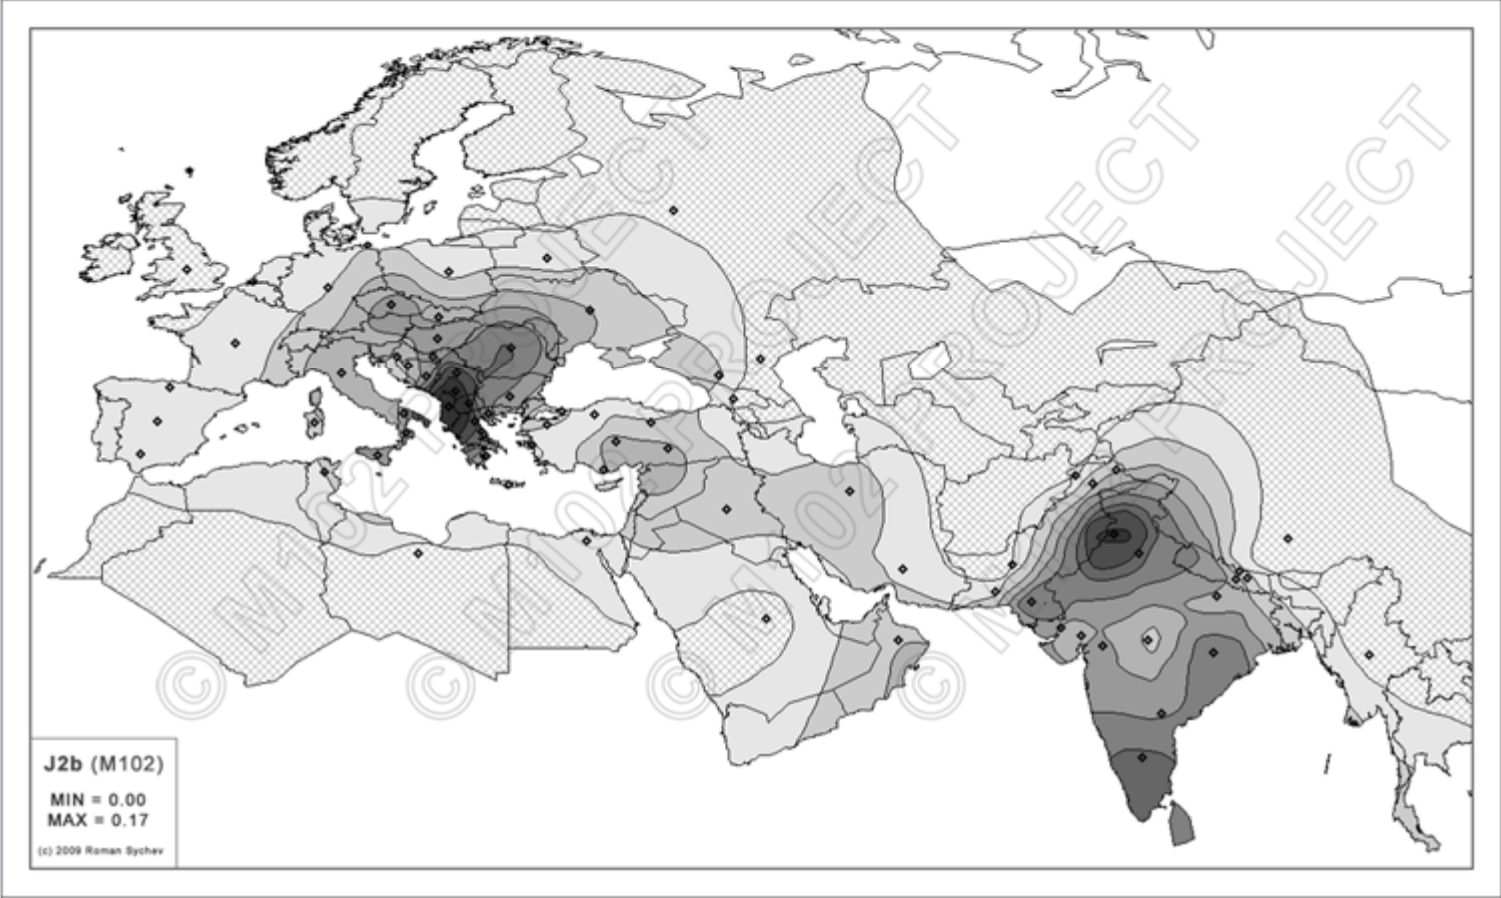 © M102 PROJECT
© M102 PROJECT
© M102 PROJECT
© M102 PROJECT
J2b (M102)
MIN = 0.00
MAX = 0.17
(c) 2009 Roman Sychev